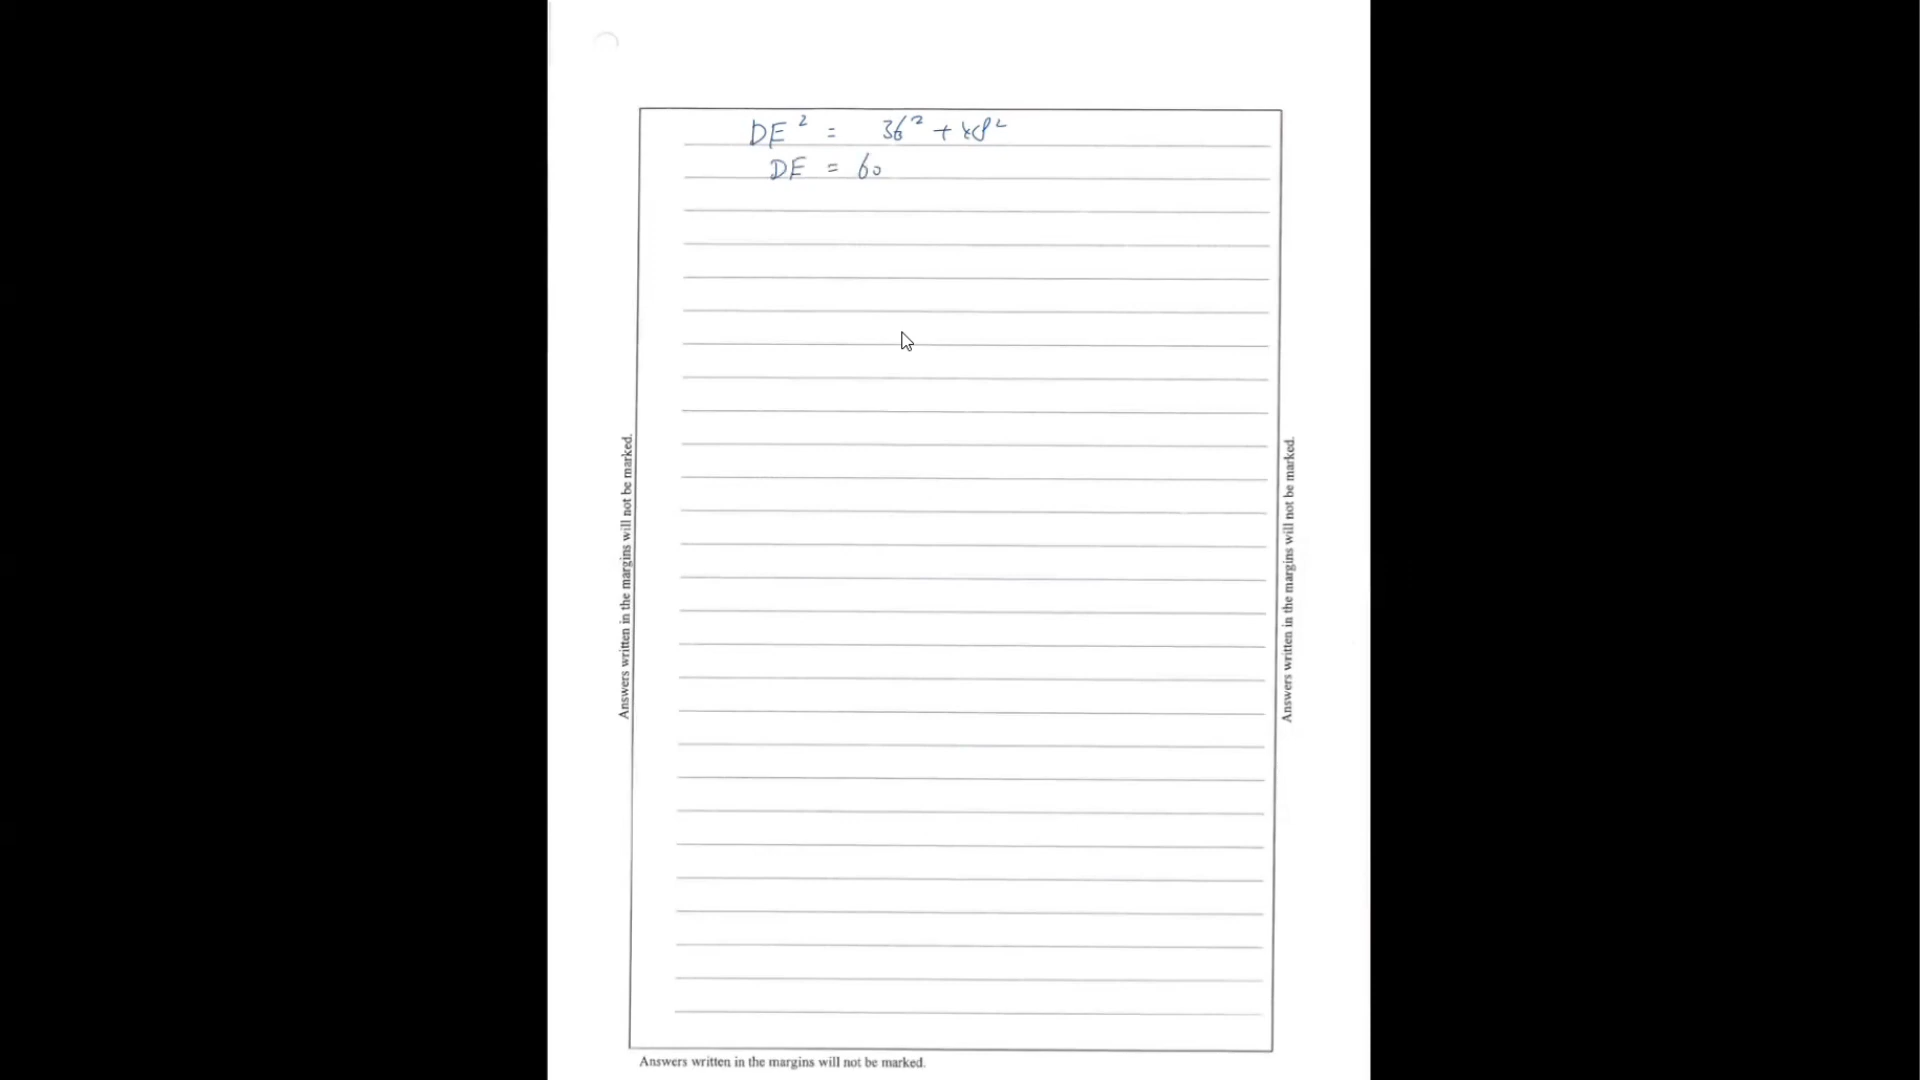 DE² = 36² + 48²
DE = 60
Answers written in the margins will not be marked.
Answers written in the margins will not be marked.
Answers written in the margins will not be marked.